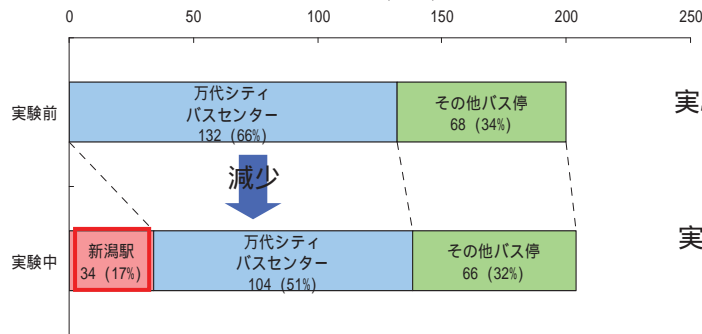 0 50 100 150 200 250
実験前
万代シティ
バスセンター
132 (66%)
その他バス停
68 (34%)
実
減少
実験中
新潟駅
34 (17%)
万代シティ
バスセンター
104 (51%)
その他バス停
66 (32%)
実